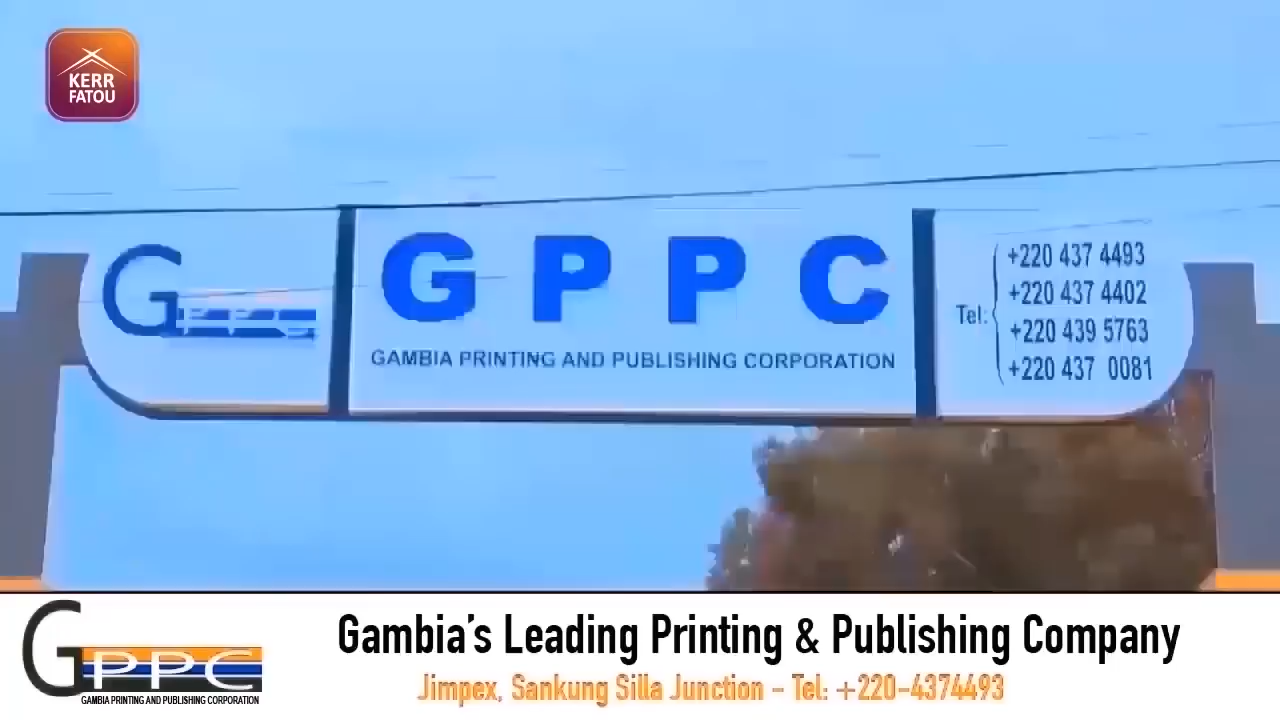 KERR
FATOU
G
G P P C
GAMBIA PRINTING AND PUBLISHING CORPORATION
Tel:
+220 437 4493
+220 437 4402
+220 439 5763
+220 437 0081
GPPC
GAMBIA PRINTING AND PUBLISHING CORPORATION
Gambia's Leading Printing & Publishing Company
Jimpex, Sankung Silla Junction - Tel: +220-4374493